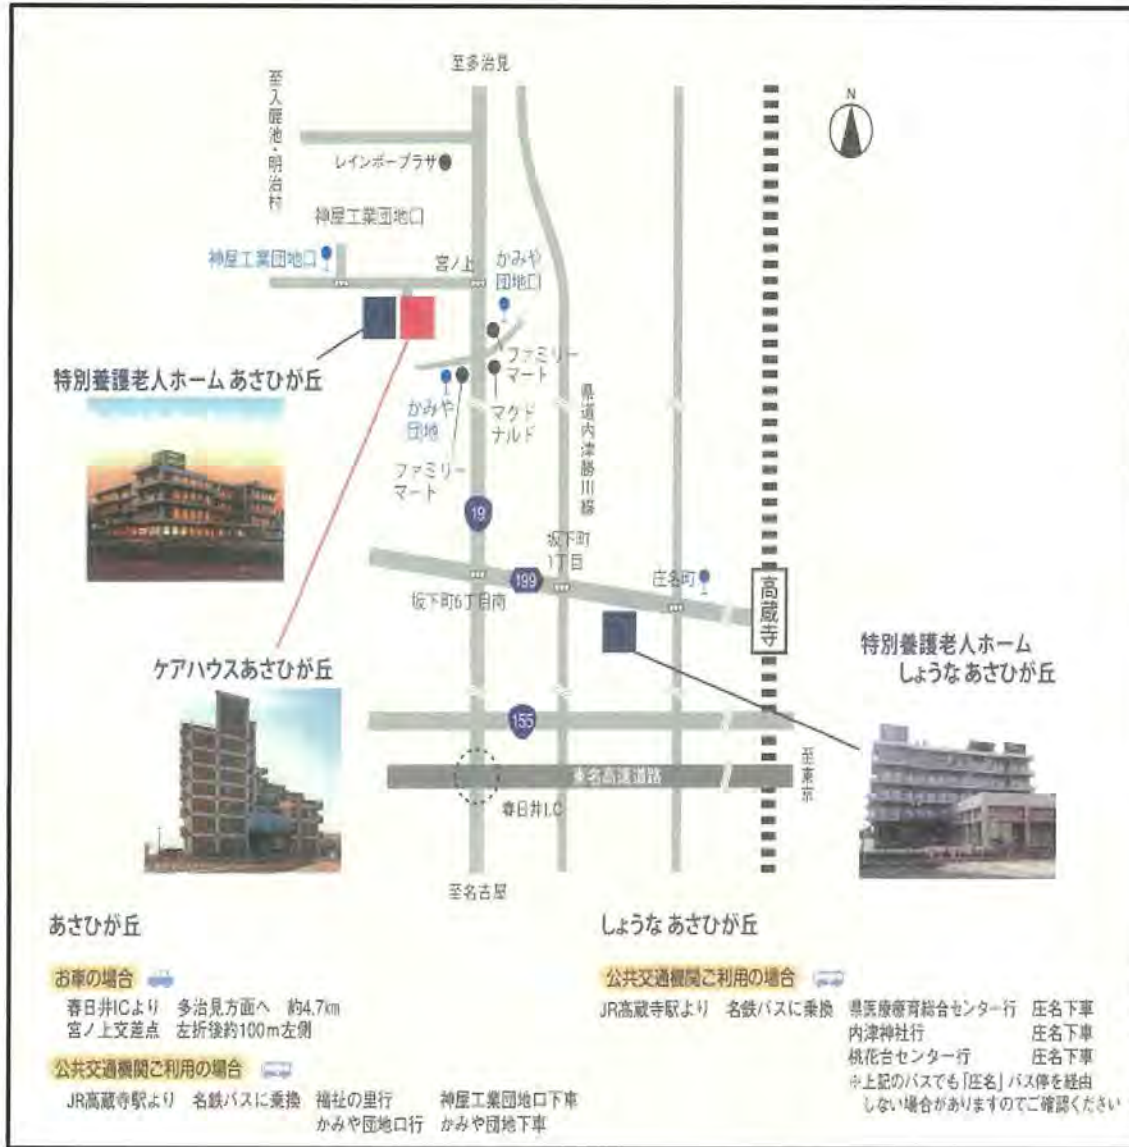 至多治見
至入鹿池・明治村
N
レインボープラザ
神屋工業団地口
神屋工業団地口
宮ノ上
かみや
団地口
ファミリー
マート
特別養護老人ホーム あさひが丘
かみや
団地
マクド
ナルド
県道内津勝川線
ファミリー
マート
19
坂下町
1丁目
199
庄名町
坂下町6丁目南
高蔵寺
特別養護老人ホーム
しょうな あさひが丘
ケアハウスあさひが丘
155
東名高速道路
至東京
春日井I.C
至名古屋
あさひが丘
お車の場合
春日井ICより 多治見方面へ 約4.7km
宮ノ上交差点 左折後約100m左側
公共交通機関ご利用の場合
JR高蔵寺駅より 名鉄バスに乗換 福祉の里行 神屋工業団地口下車
かみや団地口行 かみや団地下車
しょうな あさひが丘
公共交通機関ご利用の場合
JR高蔵寺駅より 名鉄バスに乗換 県医療療育総合センター行 庄名下車
内津神社行 庄名下車
桃花台センター行 庄名下車
※上記のバスでも「庄名」バス停を経由
しない場合がありますのでご確認ください